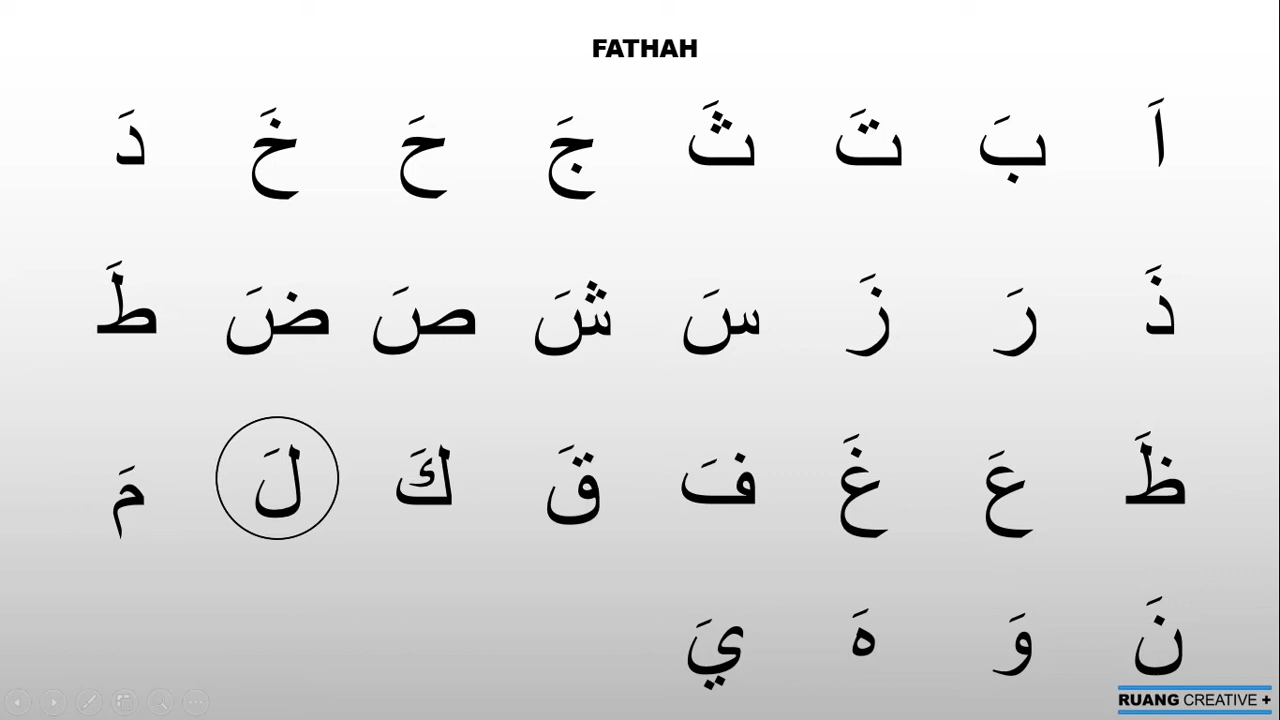 FATHAH
اَ بَ تَ ثَ جَ حَ خَ دَ
ذَ رَ زَ سَ شَ صَ ضَ طَ
ظَ عَ غَ فَ قَ كَ لَ مَ
نَ وَ هَ يَ
RUANG CREATIVE +